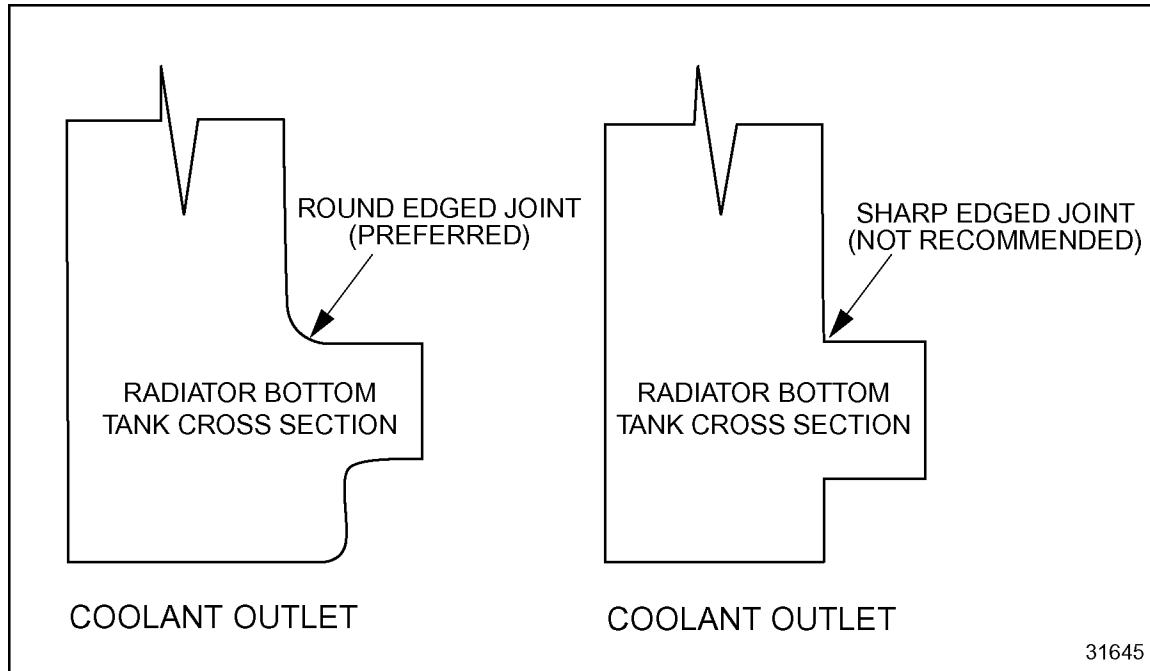 ROUND EDGED JOINT
(PREFERRED)
SHARP EDGED JOINT
(NOT RECOMMENDED)
RADIATOR BOTTOM
TANK CROSS SECTION
RADIATOR BOTTOM
TANK CROSS SECTION
COOLANT OUTLET
COOLANT OUTLET
31645